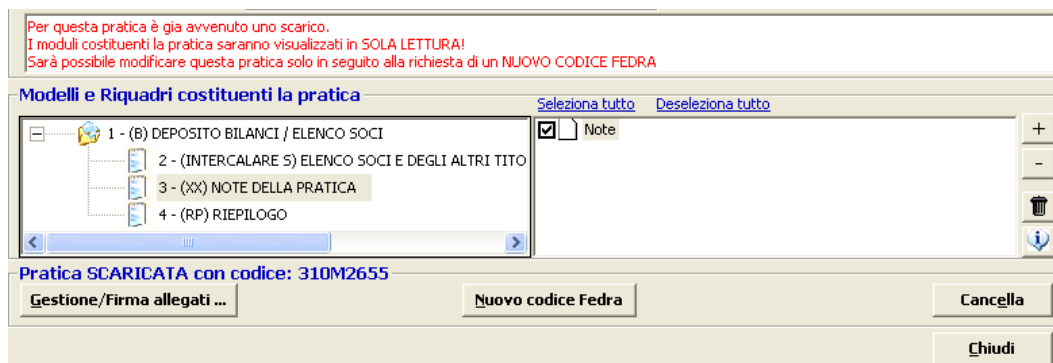 Per questa pratica è gia avvenuto uno scarico.
I moduli costituenti la pratica saranno visualizzati in SOLA LETTURA!
Sarà possibile modificare questa pratica solo in seguito alla richiesta di un NUOVO CODICE FEDRA
Modelli e Riquadri costituenti la pratica
Seleziona tutto Deseleziona tutto
1 - (B) DEPOSITO BILANCI / ELENCO SOCI
2 - (INTERCALARE S) ELENCO SOCI E DEGLI ALTRI TITO
3 - (XX) NOTE DELLA PRATICA
4 - (RP) RIEPILOGO
Note
+
-
Pratica SCARICATA con codice: 310M2655
Gestione/Firma allegati ... Nuovo codice Fedra Cancella
Chiudi